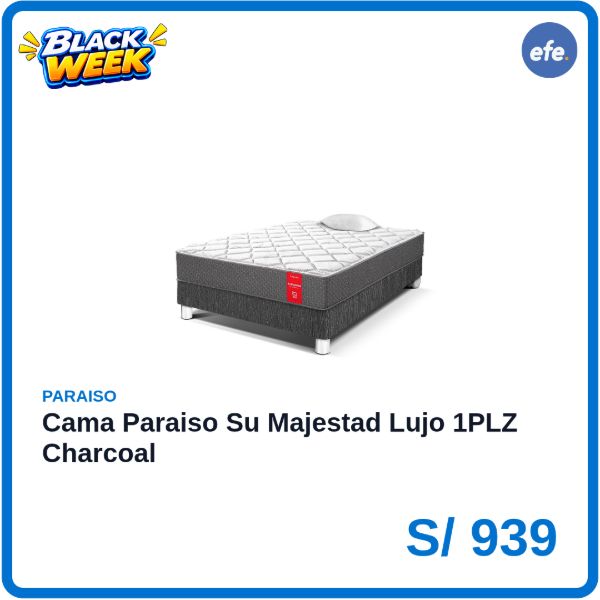 BLACK
WEEK
efe.
PARAISO
Cama Paraiso Su Majestad Lujo 1PLZ
Charcoal
S/ 939